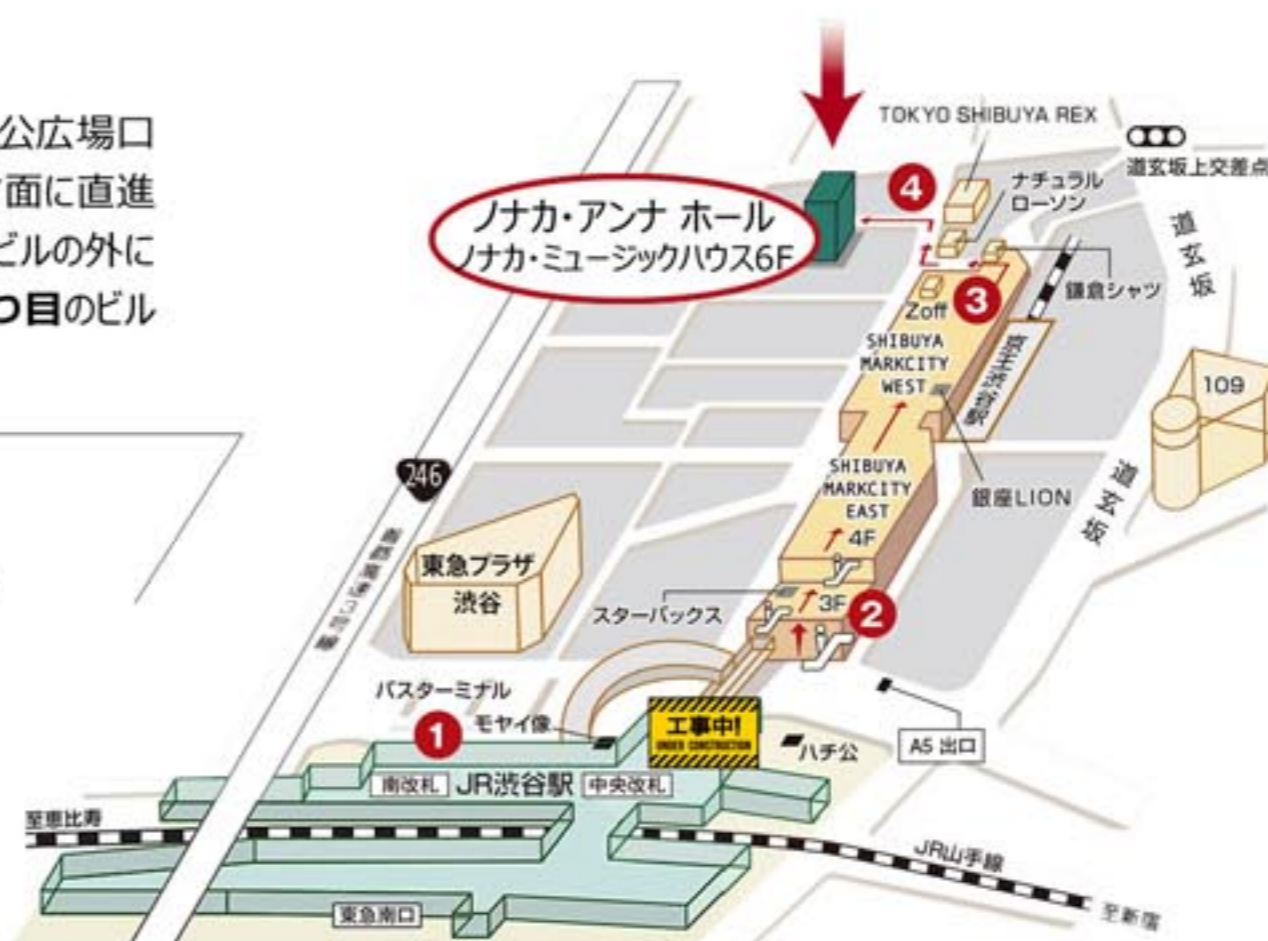 公広場口
面に直進
ビルの外に
つ目のビル
TOKYO SHIBUYA REX
道玄坂上交差点
4
ナチュラル
ローソン
ノナカ・アンナ ホール
ノナカ・ミュージックハウス6F
道玄坂
鎌倉シャツ
3
Zoff
SHIBUYA
MARKCITY
WEST
京王渋谷駅
109
246
SHIBUYA
MARKCITY
EAST
銀座LION
道玄坂
4F
首都高速3号線
東急プラザ
渋谷
スターバックス
3F
2
バスターミナル
1
モヤイ像
工事中!
UNDER CONSTRUCTION
ハチ公
A5 出口
南改札
JR渋谷駅
中央改札
至恵比寿
JR山手線
東急南口
至新宿